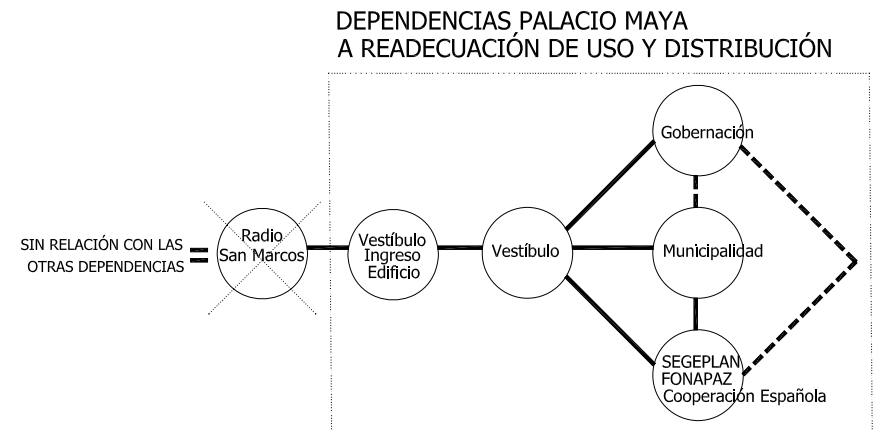 DEPENDENCIAS PALACIO MAYA
A READECUACIÓN DE USO Y DISTRIBUCIÓN
SIN RELACIÓN CON LAS
OTRAS DEPENDENCIAS
Radio
San Marcos
Vestíbulo
Ingreso
Edificio
Vestíbulo
Gobernación
Municipalidad
SEGEPLAN
FONAPAZ
Cooperación Española